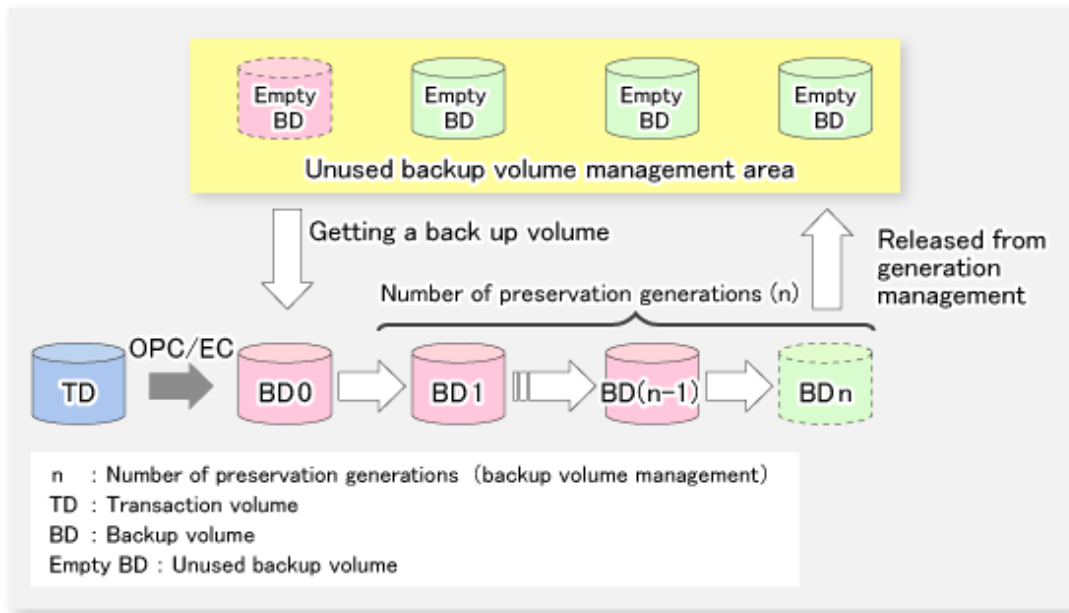 Empty
BD
Empty
BD
Empty
BD
Empty
BD
Unused backup volume management area
Getting a back up volume
Released from
generation
management
Number of preservation generations (n)
OPC/EC
TD
BD0
BD1
BD(n-1)
BDn
n : Number of preservation generations (backup volume management)
TD : Transaction volume
BD : Backup volume
Empty BD : Unused backup volume